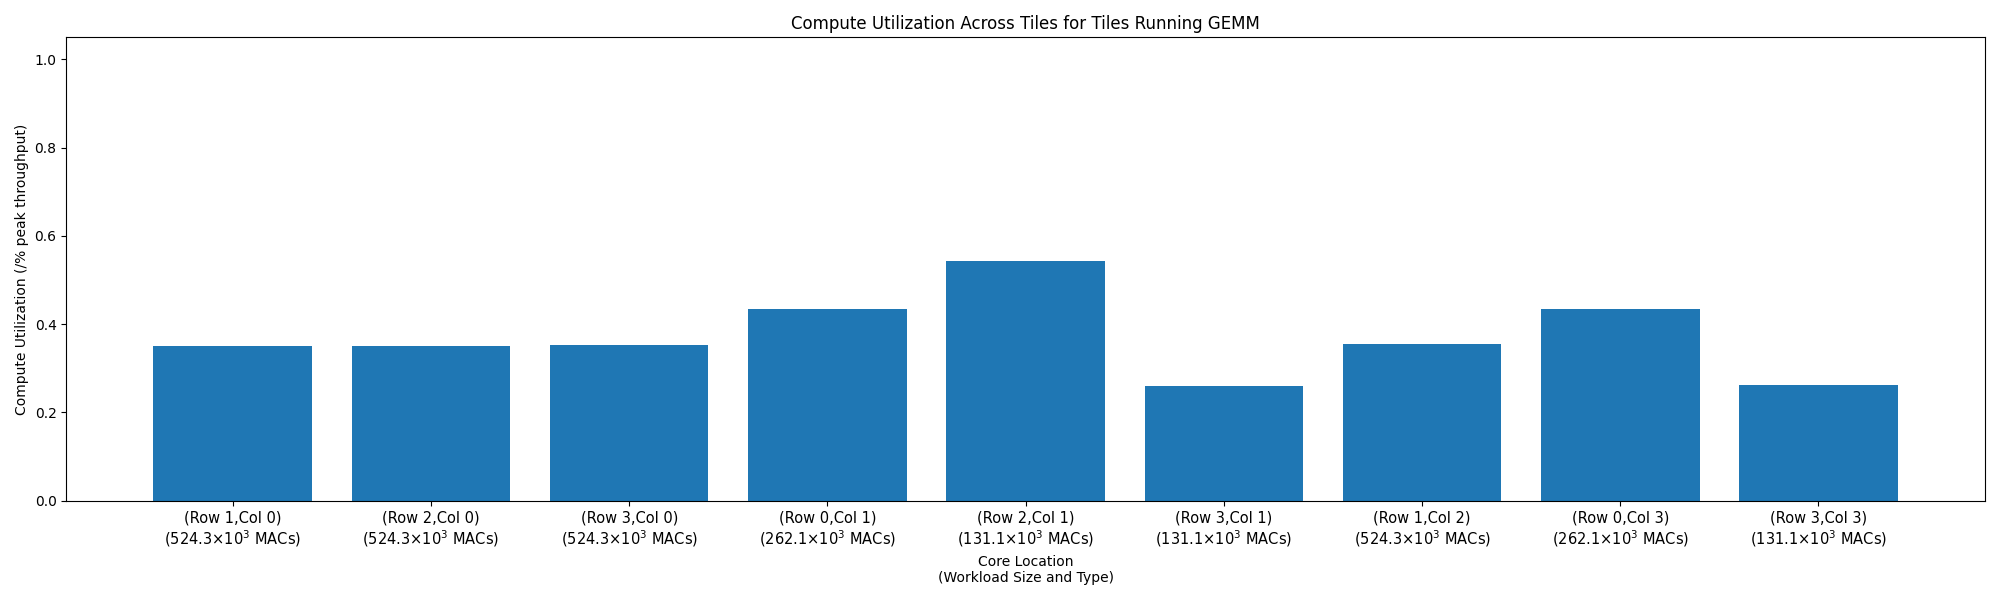 Compute Utilization Across Tiles for Tiles Running GEMM
Compute Utilization (/% peak throughput)
1.0
0.8
0.6
0.4
0.2
0.0
(Row 1,Col 0) (Row 2,Col 0) (Row 3,Col 0) (Row 0,Col 1) (Row 2,Col 1) (Row 3,Col 1) (Row 1,Col 2) (Row 0,Col 3) (Row 3,Col 3)
(524.3×10³ MACs) (524.3×10³ MACs) (524.3×10³ MACs) (262.1×10³ MACs) (131.1×10³ MACs) (131.1×10³ MACs) (524.3×10³ MACs) (262.1×10³ MACs) (131.1×10³ MACs)
Core Location
(Workload Size and Type)